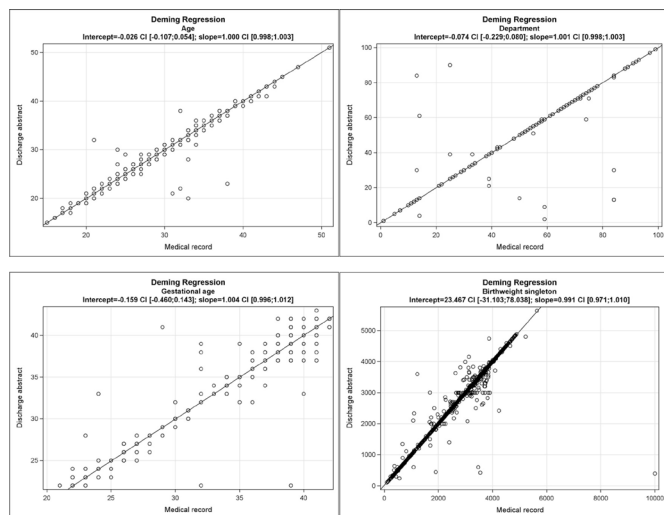 Deming Regression
Age
Intercept=-0.026 CI [-0.107;0.054]; slope=1.000 CI [0.998;1.003]
50
40
30
20
Discharge abstract
20
30
40
50
Medical record
Deming Regression
Department
Intercept=-0.074 CI [-0.229;0.080]; slope=1.001 CI [0.998;1.003]
100
80
60
40
20
0
Discharge abstract
0
20
40
60
80
100
Medical record
Deming Regression
Gestational age
Intercept=-0.159 CI [-0.460;0.143]; slope=1.004 CI [0.996;1.012]
40
35
30
25
Discharge abstract
25
30
35
40
Medical record
Deming Regression
Birthweight singleton
Intercept=23.467 CI [-31.103;78.038]; slope=0.991 CI [0.971;1.010]
5000
4000
3000
2000
1000
0
Discharge abstract
0
2000
4000
6000
8000
10000
Medical record